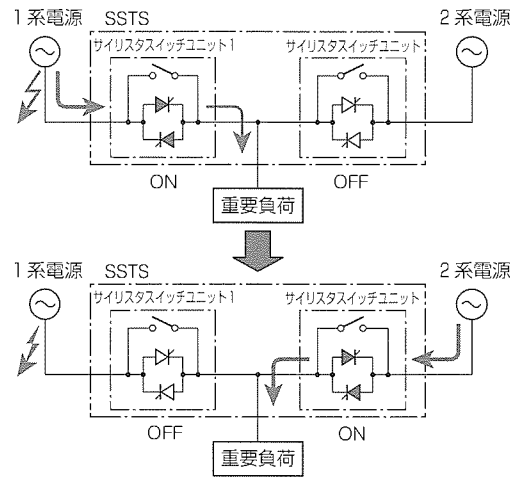 1系電源 SSTS 2系電源
サイリスタスイッチユニット1 サイリスタスイッチユニット
ON OFF
重要負荷
1系電源 SSTS 2系電源
サイリスタスイッチユニット1 サイリスタスイッチユニット
OFF ON
重要負荷